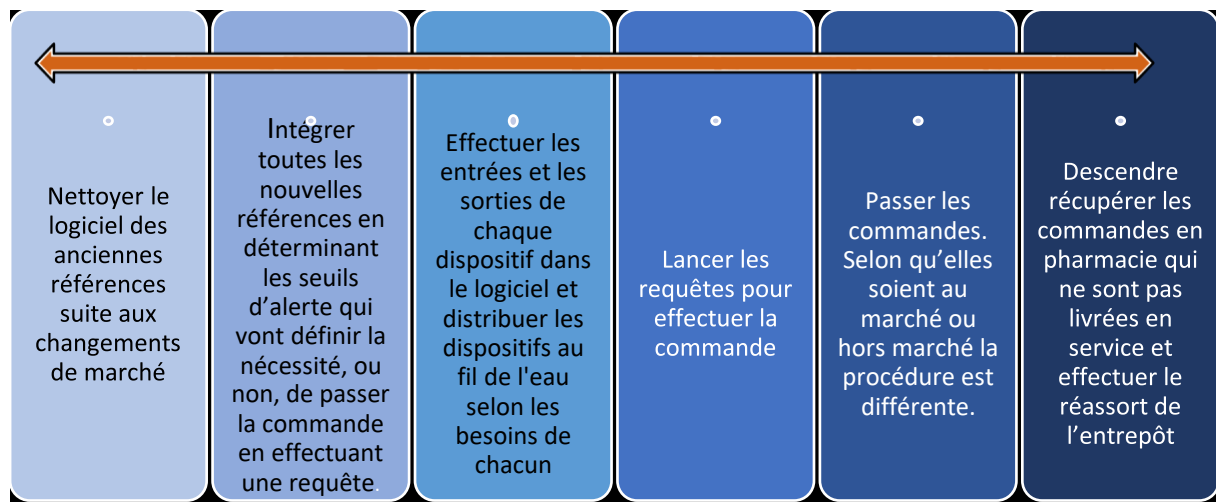 Nettoyer le
logiciel des
anciennes
références
suite aux
changements
de marché
Intégrer
toutes les
nouvelles
références en
déterminant
les seuils
d’alerte qui
vont définir la
nécessité, ou
non, de passer
la commande
en effectuant
une requête.
Effectuer les
entrées et les
sorties de
chaque
dispositif dans
le logiciel et
distribuer les
dispositifs au
fil de l'eau
selon les
besoins de
chacun
Lancer les
requêtes pour
effectuer la
commande
Passer les
commandes.
Selon qu’elles
soient au
marché ou
hors marché la
procédure est
différente.
Descendre
récupérer les
commandes en
pharmacie qui
ne sont pas
livrées en
service et
effectuer le
réassort de
l’entrepôt